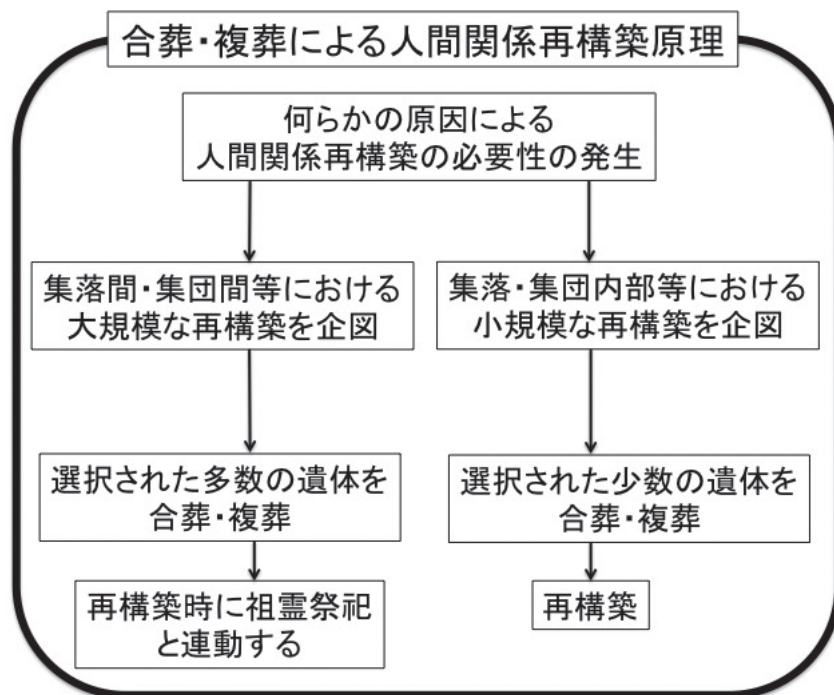 合葬・複葬による人間関係再構築原理
何らかの原因による
人間関係再構築の必要性の発生
集落間・集団間等における
大規模な再構築を企図
集落・集団内部等における
小規模な再構築を企図
選択された多数の遺体を
合葬・複葬
選択された少数の遺体を
合葬・複葬
再構築時に祖霊祭祀
と連動する
再構築